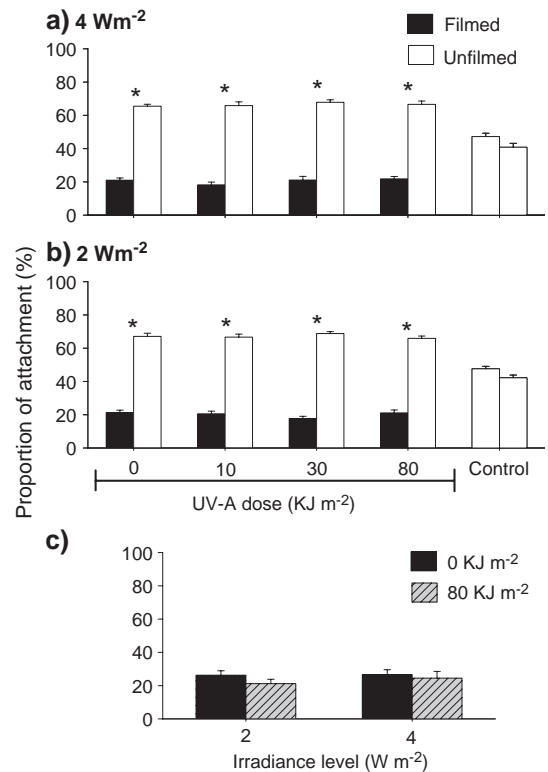 a) 4 Wm-2
Filmed
Unfilmed
100
80
60
40
20
0
* * * *
b) 2 Wm-2
100
80
60
40
20
0
* * * *
0 10 30 80 Control
UV-A dose (KJ m-2)
Proportion of attachment (%)
c)
0 KJ m-2
80 KJ m-2
100
80
60
40
20
0
2 4
Irradiance level (W m-2)